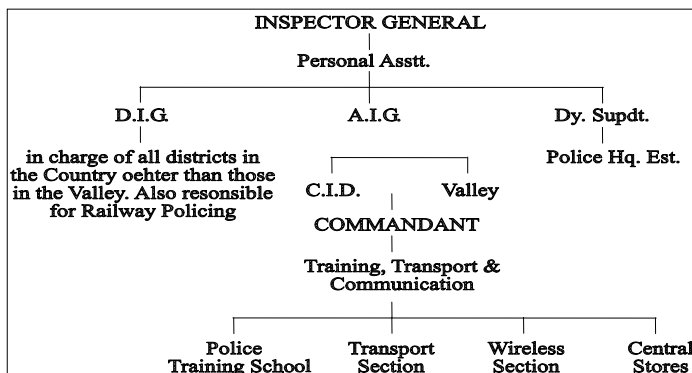 INSPECTOR GENERAL
Personal Asstt.
D.I.G.
A.I.G.
Dy. Supdt.
in charge of all districts in
the Country oehter than those
in the Valley. Also resonsible
for Railway Policing
Police Hq. Est.
C.I.D.
Valley
COMMANDANT
Training, Transport &
Communication
Police
Training School
Transport
Section
Wireless
Section
Central
Stores